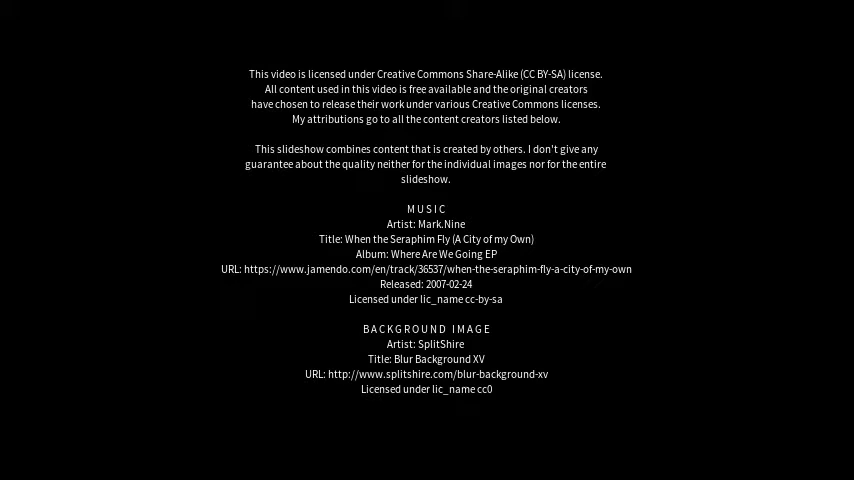 This video is licensed under Creative Commons Share-Alike (CC BY-SA) license.
All content used in this video is free available and the original creators
have chosen to release their work under various Creative Commons licenses.
My attributions go to all the content creators listed below.
This slideshow combines content that is created by others. I don't give any
guarantee about the quality neither for the individual images nor for the entire
slideshow.
MUSIC
Artist: Mark.Nine
Title: When the Seraphim Fly (A City of my Own)
Album: Where Are We Going EP
URL: https://www.jamendo.com/en/track/36537/when-the-seraphim-fly-a-city-of-my-own
Released: 2007-02-24
Licensed under lic_name cc-by-sa
BACKGROUND IMAGE
Artist: SplitShire
Title: Blur Background XV
URL: http://www.splitshire.com/blur-background-xv
Licensed under lic_name cc0